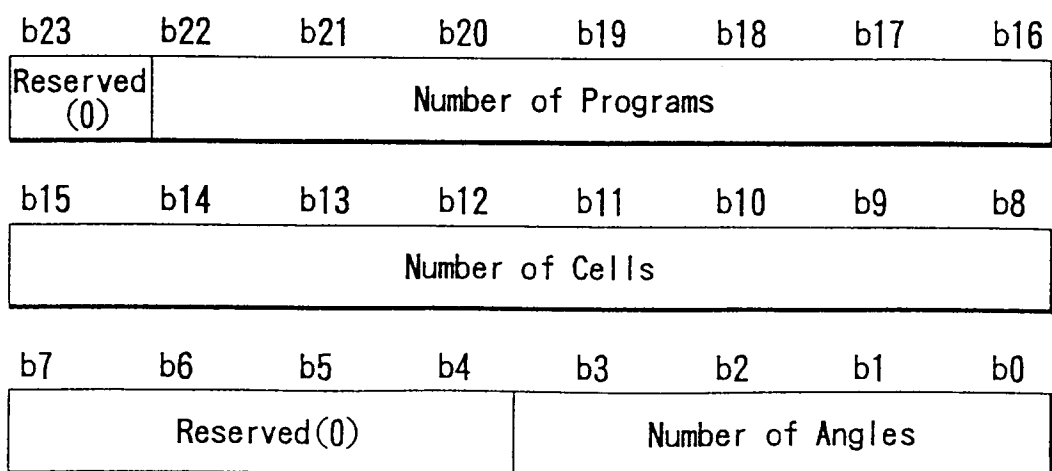 b23 b22 b21 b20 b19 b18 b17 b16
Reserved
(0)
Number of Programs
b15 b14 b13 b12 b11 b10 b9 b8
Number of Cells
b7 b6 b5 b4 b3 b2 b1 b0
Reserved(0) Number of Angles